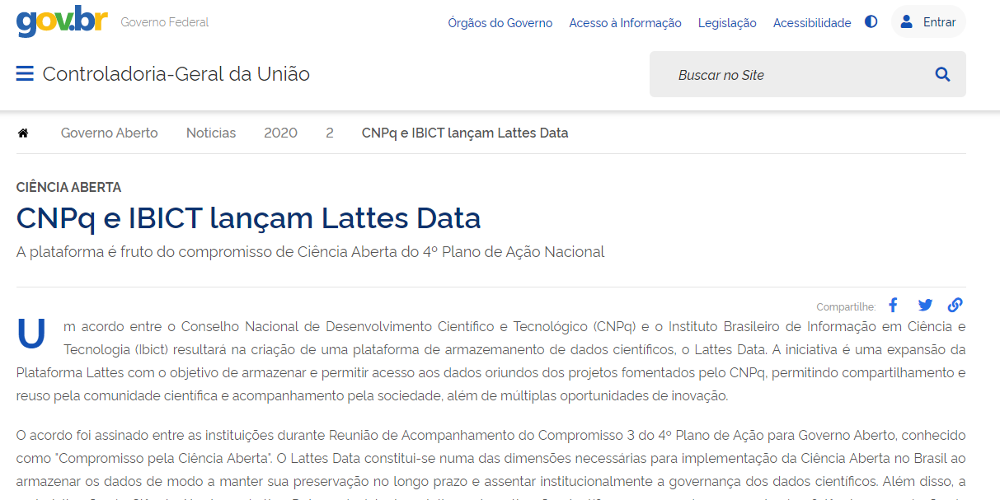 gov.br Governo Federal Órgãos do Governo Acesso à Informação Legislação Acessibilidade Entrar
Controladoria-Geral da União Buscar no Site
Governo Aberto Noticias 2020 2 CNPq e IBICT lançam Lattes Data
CIÊNCIA ABERTA
CNPq e IBICT lançam Lattes Data
A plataforma é fruto do compromisso de Ciência Aberta do 4º Plano de Ação Nacional
Compartilhe:
Um acordo entre o Conselho Nacional de Desenvolvimento Científico e Tecnológico (CNPq) e o Instituto Brasileiro de Informação em Ciência e
Tecnologia (Ibict) resultará na criação de uma plataforma de armazemanento de dados científicos, o Lattes Data. A iniciativa é uma expansão da
Plataforma Lattes com o objetivo de armazenar e permitir acesso aos dados oriundos dos projetos fomentados pelo CNPq, permitindo compartilhamento e
reuso pela comunidade científica e acompanhamento pela sociedade, além de múltiplas oportunidades de inovação.
O acordo foi assinado entre as instituições durante Reunião de Acompanhamento do Compromisso 3 do 4º Plano de Ação para Governo Aberto, conhecido
como "Compromisso pela Ciência Aberta". O Lattes Data constitui-se numa das dimensões necessárias para implementação da Ciência Aberta no Brasil ao
armazenar os dados de modo a manter sua preservação no longo prazo e assentar institucionalmente a governança dos dados científicos. Além disso, a